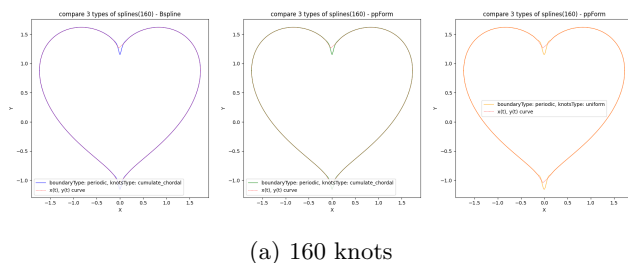 compare 3 types of splines(160) - Bspline
compare 3 types of splines(160) - ppForm
compare 3 types of splines(160) - ppForm
1.5
1.0
0.5
0.0
−0.5
−1.0
Y
boundaryType: periodic, knotsType: cumulate_chordal
x(t), y(t) curve
−1.5 −1.0 −0.5 0.0 0.5 1.0 1.5
X
1.5
1.0
0.5
0.0
−0.5
−1.0
Y
boundaryType: periodic, knotsType: cumulate_chordal
x(t), y(t) curve
−1.5 −1.0 −0.5 0.0 0.5 1.0 1.5
X
1.5
1.0
0.5
0.0
−0.5
−1.0
Y
boundaryType: periodic, knotsType: uniform
x(t), y(t) curve
−1.5 −1.0 −0.5 0.0 0.5 1.0 1.5
X
(a) 160 knots